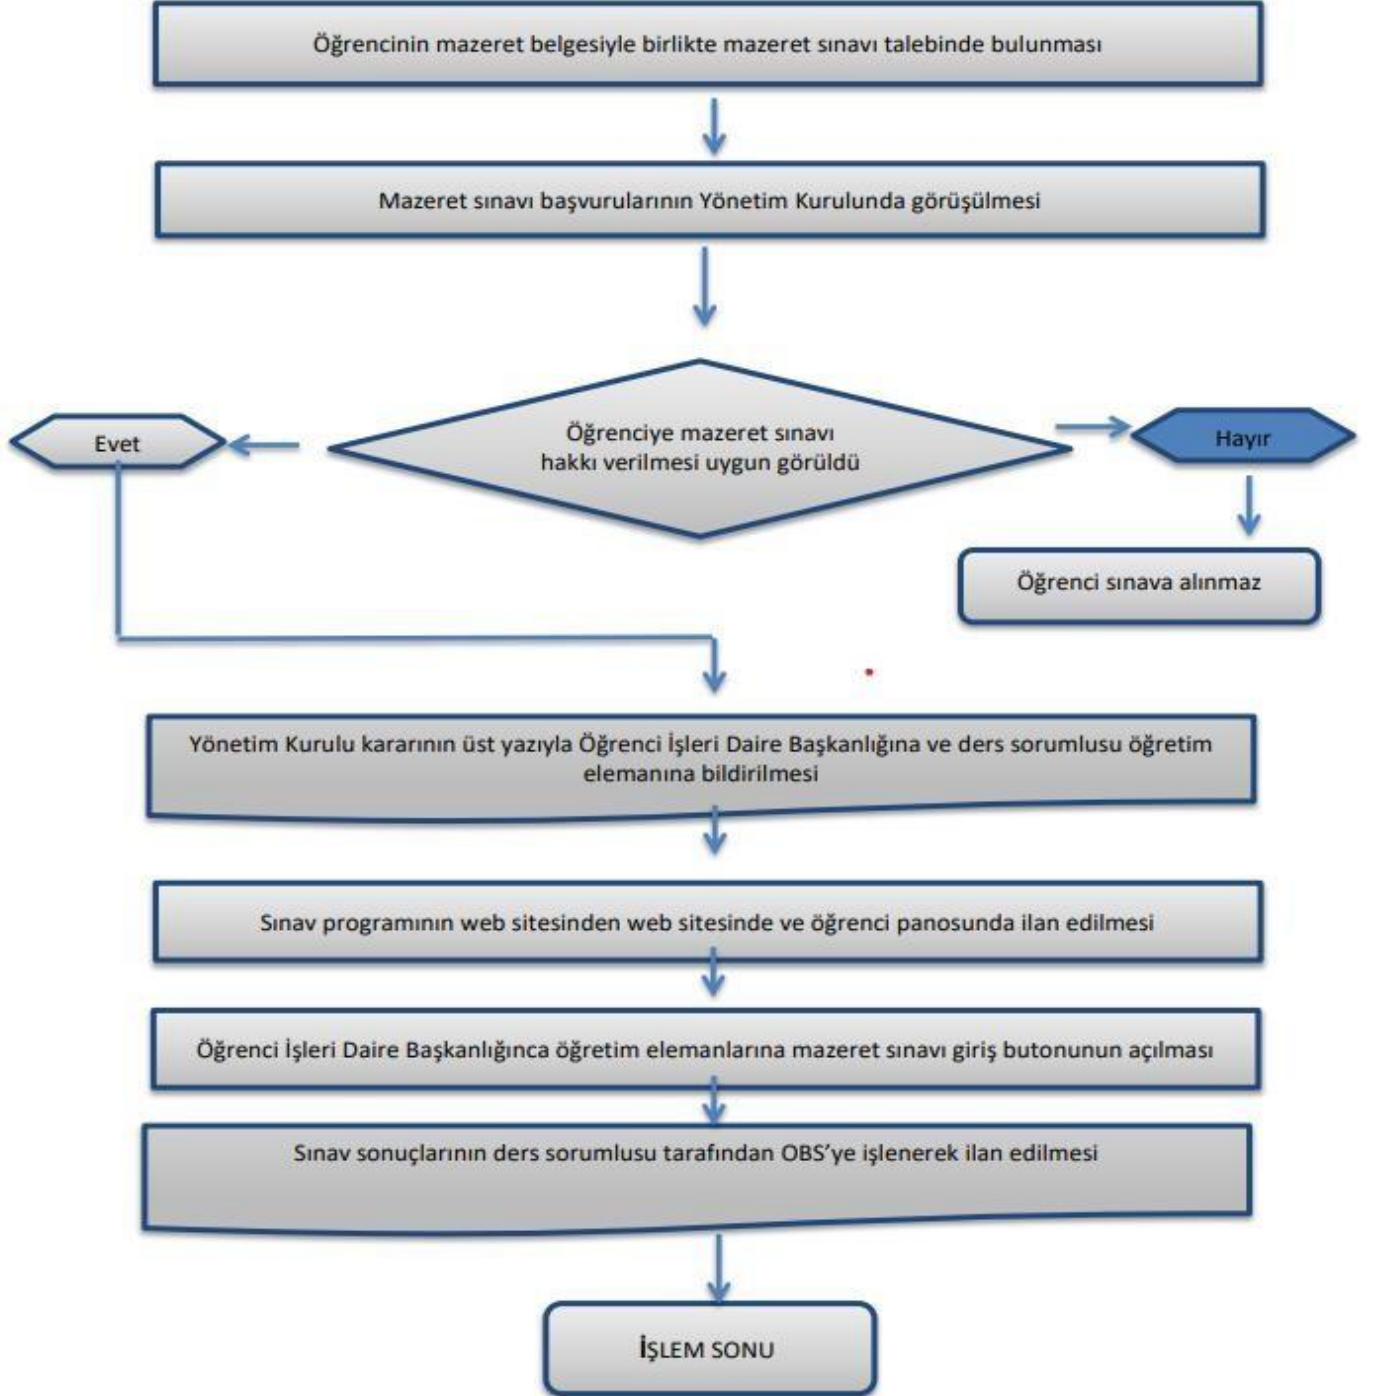 Öğrencinin mazeret belgesiyle birlikte mazeret sınavı talebinde bulunması
Mazeret sınavı başvurularının Yönetim Kurulunda görüşülmesi
Öğrenciye mazeret sınavı
hakkı verilmesi uygun görüldü
Evet
Hayır
Öğrenci sınava alınmaz
Yönetim Kurulu kararının üst yazıyla Öğrenci İşleri Daire Başkanlığına ve ders sorumlusu öğretim
elemanına bildirilmesi
Sınav programının web sitesinden web sitesinde ve öğrenci panosunda ilan edilmesi
Öğrenci İşleri Daire Başkanlığınca öğretim elemanlarına mazeret sınavı giriş butonunun açılması
Sınav sonuçlarının ders sorumlusu tarafından OBS’ye işlenerek ilan edilmesi
İŞLEM SONU